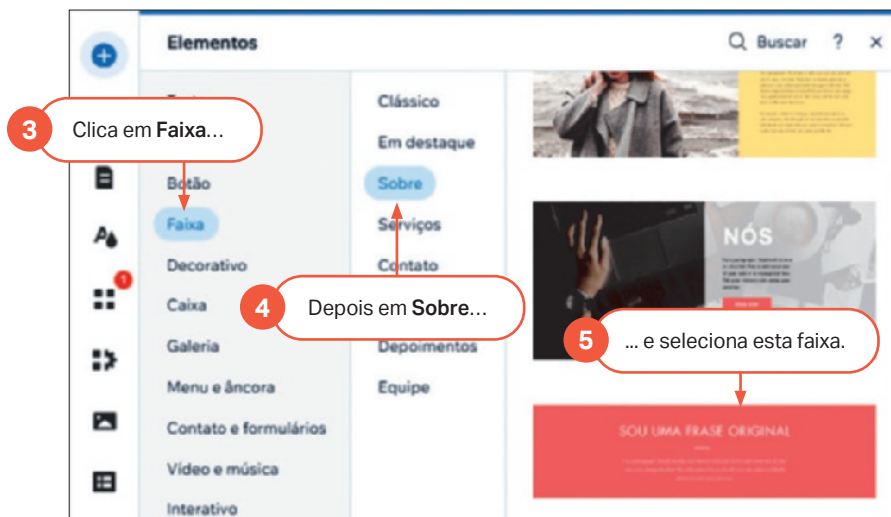 Elementos
Buscar ? ×
3 Clica em Faixa...
Botão
Faixa
Decorativo
Caixa
Galeria
Menu e âncora
Contato e formulários
Vídeo e música
Interativo
1
Clássico
Em destaque
Sobre
Serviços
Contato
4 Depois em Sobre...
Depoimentos
Equipe
NÓS
5 ... e seleciona esta faixa.
SOU UMA FRASE ORIGINAL